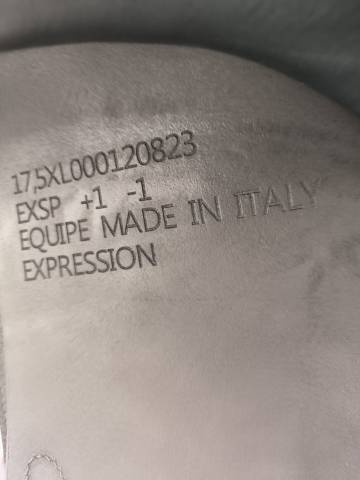 17,5XL000120823
EXSP +1 -1
EQUIPE MADE IN ITALY
EXPRESSION